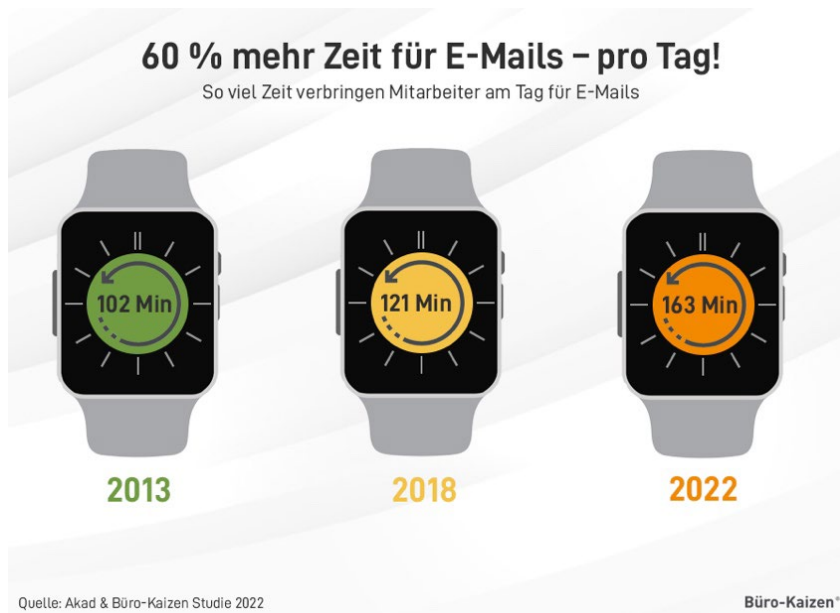 60 % mehr Zeit für E-Mails – pro Tag!
So viel Zeit verbringen Mitarbeiter am Tag für E-Mails
102 Min
121 Min
163 Min
2013
2018
2022
Quelle: Akad & Büro-Kaizen Studie 2022
Büro-Kaizen®